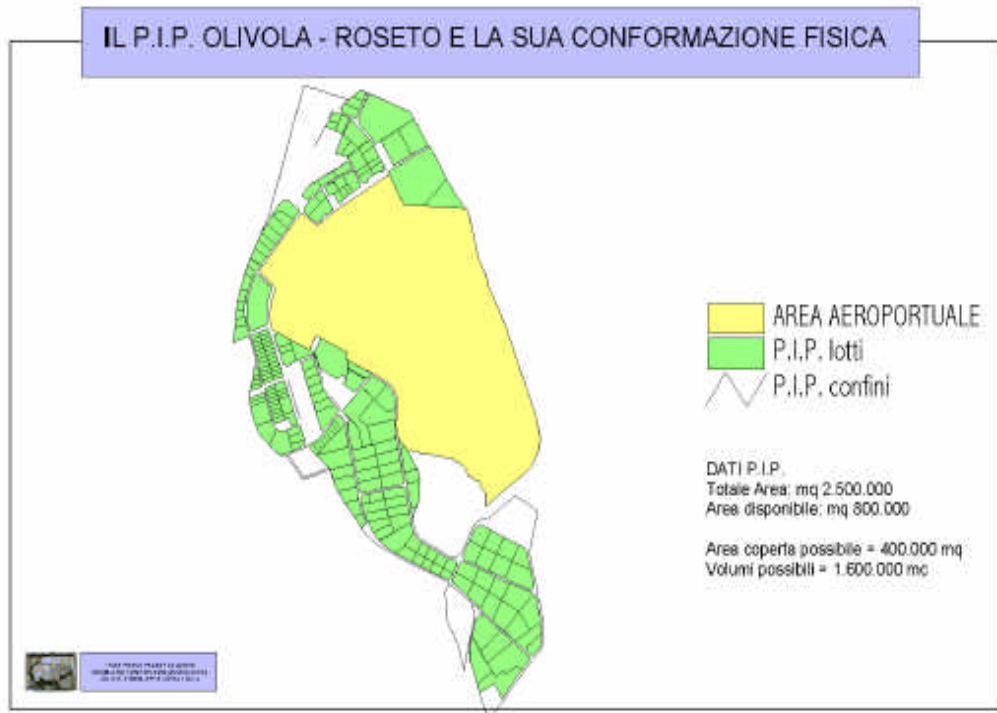 IL P.I.P. OLIVOLA - ROSETO E LA SUA CONFORMAZIONE FISICA
AREA AEROPORTUALE
P.I.P. lotti
P.I.P. confini
DATI P.I.P.
Totale Area: mq 2.500.000
Area disponibile: mq 800.000
Area coperta possibile = 400.000 mq
Volumi possibili = 1.600.000 mc